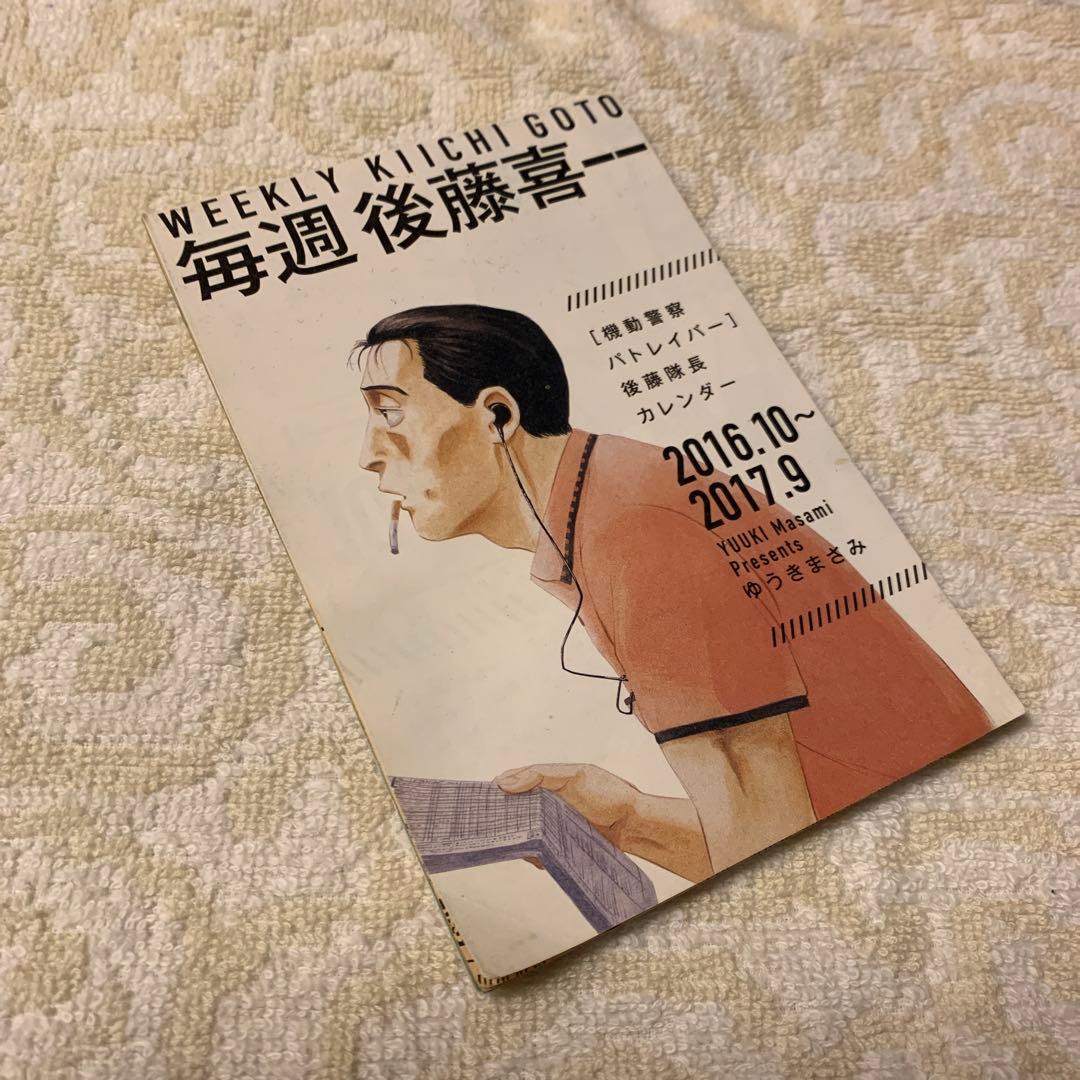 WEEKLY KIICHI GOTO
毎週 後藤喜一
[機動警察
パトレイバー]
後藤隊長
カレンダー
2016.10~
2017.9
YUUKI Masami
Presents
ゆうきまさみ